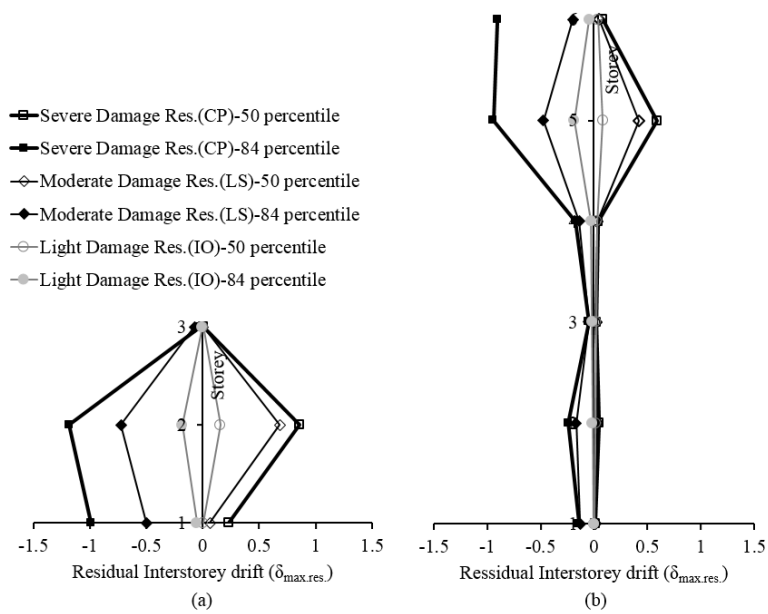 Severe Damage Res.(CP)-50 percentile
Severe Damage Res.(CP)-84 percentile
Moderate Damage Res.(LS)-50 percentile
Moderate Damage Res.(LS)-84 percentile
Light Damage Res.(IO)-50 percentile
Light Damage Res.(IO)-84 percentile
3
2
1
Storey
-1.5 -1 -0.5 0 0.5 1 1.5
Residual Interstorey drift (δmax.res.)
(a)
Storey
5
3
-1.5 -1 -0.5 0 0.5 1 1.5
Ressidual Interstorey drift (δmax.res.)
(b)